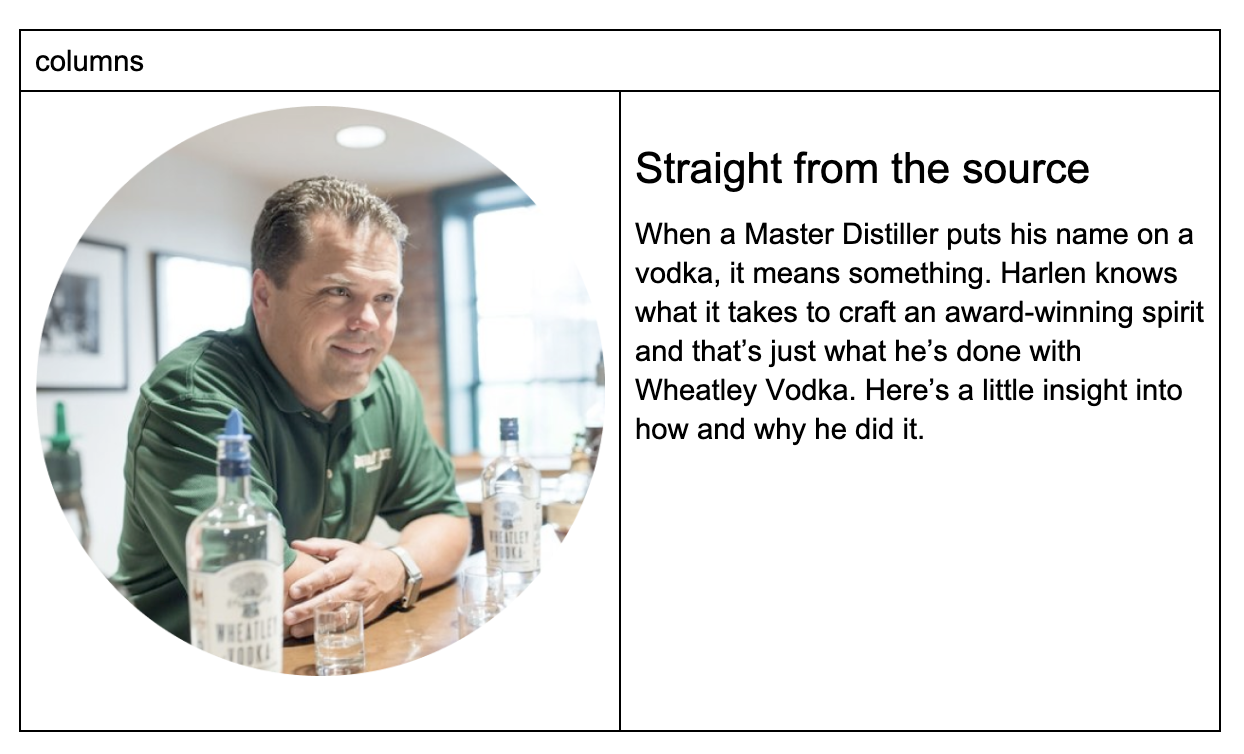 columns
Straight from the source
When a Master Distiller puts his name on a
vodka, it means something. Harlen knows
what it takes to craft an award-winning spirit
and that’s just what he’s done with
Wheatley Vodka. Here’s a little insight into
how and why he did it.
WHEATLEY
VODKA
WHEATLEY
VODKA